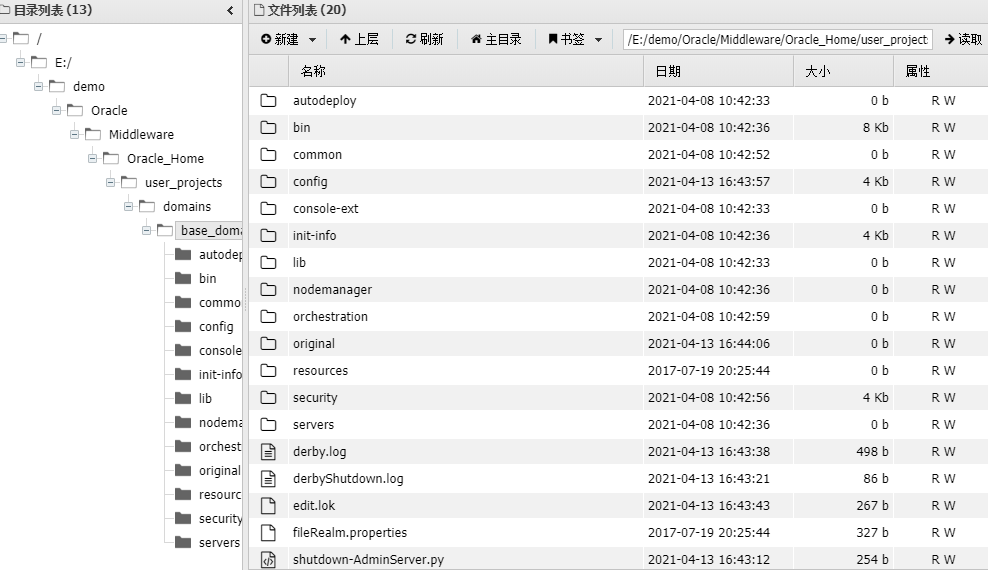 目录列表 (13)
/
E:/
demo
Oracle
Middleware
Oracle_Home
user_projects
domains
base_doma
autodep
bin
commo
config
console
init-info
lib
nodema
orchest
original
resourc
security
servers
文件列表 (20)
新建 上层 刷新 主目录 书签 /E:/demo/Oracle/Middleware/Oracle_Home/user_project 读取
名称 日期 大小 属性
autodeploy 2021-04-08 10:42:33 0 b R W
bin 2021-04-08 10:42:36 8 Kb R W
common 2021-04-08 10:42:52 0 b R W
config 2021-04-13 16:43:57 4 Kb R W
console-ext 2021-04-08 10:42:33 0 b R W
init-info 2021-04-08 10:42:36 4 Kb R W
lib 2021-04-08 10:42:33 0 b R W
nodemanager 2021-04-08 10:42:36 0 b R W
orchestration 2021-04-08 10:42:59 0 b R W
original 2021-04-13 16:44:06 0 b R W
resources 2017-07-19 20:25:44 0 b R W
security 2021-04-08 10:42:56 4 Kb R W
servers 2021-04-08 10:42:36 0 b R W
derby.log 2021-04-13 16:43:38 498 b R W
derbyShutdown.log 2021-04-13 16:43:21 86 b R W
edit.lok 2021-04-13 16:43:43 267 b R W
fileRealm.properties 2017-07-19 20:25:44 327 b R W
shutdown-AdminServer.py 2021-04-13 16:43:12 254 b R W